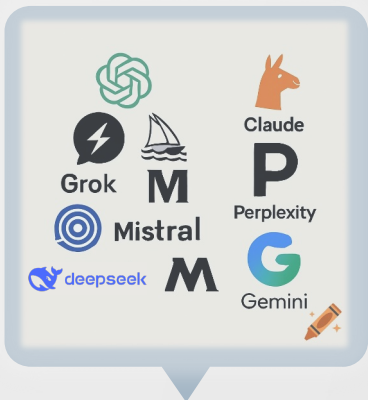 Claude
Grok
M
P
Perplexity
Mistral
deepseek
M
G
Gemini